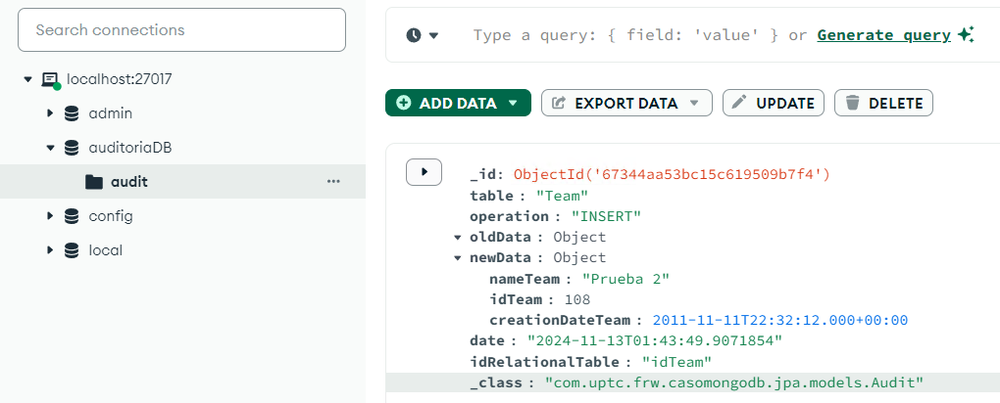 Search connections
localhost:27017
admin
auditoriaDB
audit
config
local
Type a query: { field: 'value' } or Generate query
ADD DATA EXPORT DATA UPDATE DELETE
_id: ObjectId('67344aa53bc15c619509b7f4')
table : "Team"
operation : "INSERT"
oldData : Object
newData : Object
nameTeam : "Prueba 2"
idTeam : 108
creationDateTeam : 2011-11-11T22:32:12.000+00:00
date : "2024-11-13T01:43:49.9071854"
idRelationalTable : "idTeam"
_class : "com.uptc.frw.casomongodb.jpa.models.Audit"